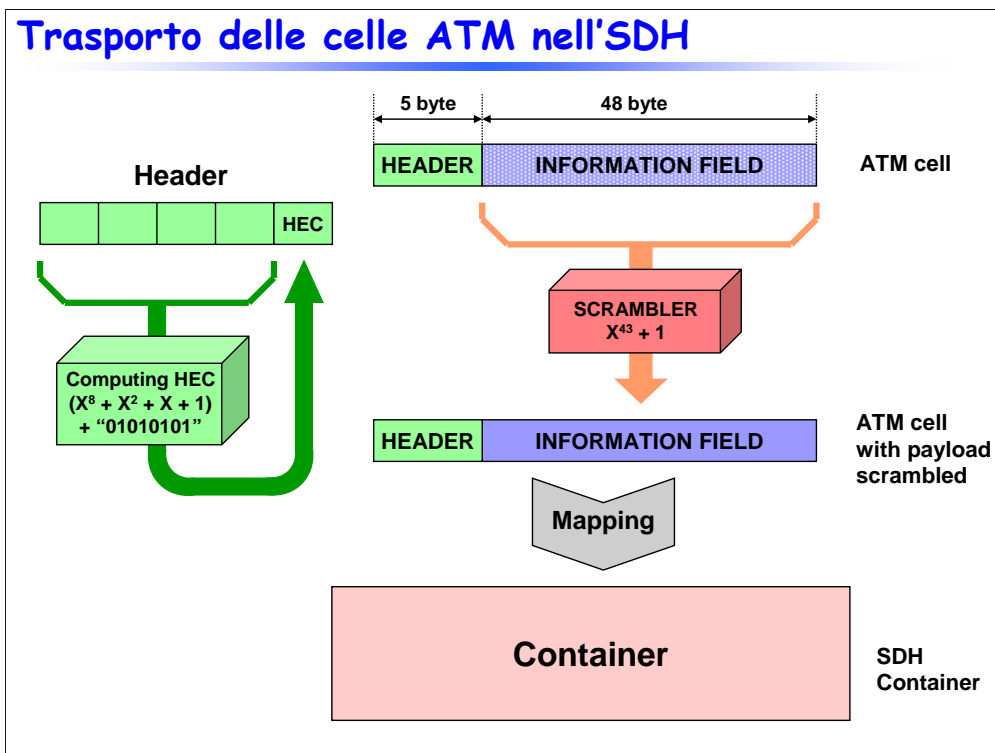 Trasporto delle celle ATM nell'SDH
5 byte
48 byte
HEADER
INFORMATION FIELD
ATM cell
Header
HEC
SCRAMBLER
X⁴³ + 1
Computing HEC
(X⁸ + X² + X + 1)
+ “01010101”
HEADER
INFORMATION FIELD
ATM cell
with payload
scrambled
Mapping
Container
SDH
Container